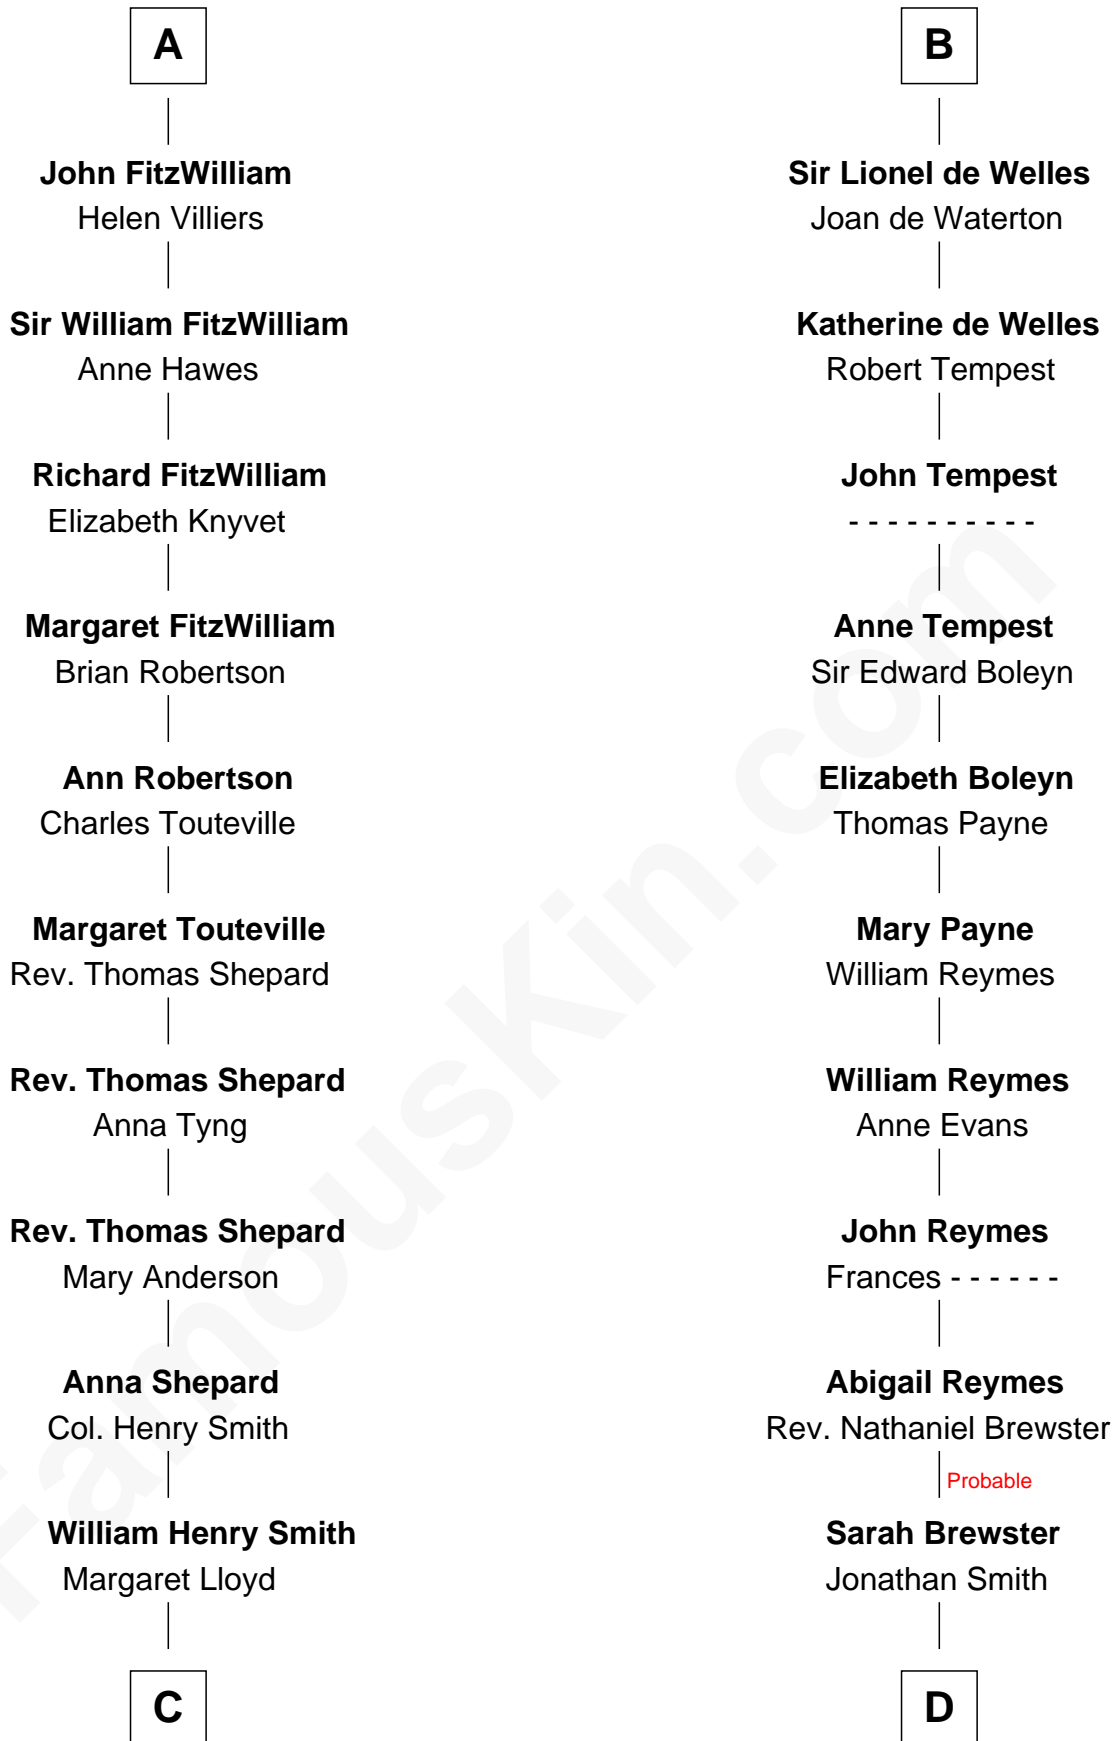 A
John FitzWilliam
Helen Villiers
Sir William FitzWilliam
Anne Hawes
Richard FitzWilliam
Elizabeth Knyvet
Margaret FitzWilliam
Brian Robertson
Ann Robertson
Charles Touteville
Margaret Touteville
Rev. Thomas Shepard
Rev. Thomas Shepard
Anna Tyng
Rev. Thomas Shepard
Mary Anderson
Anna Shepard
Col. Henry Smith
William Henry Smith
Margaret Lloyd
C
B
Sir Lionel de Welles
Joan de Waterton
Katherine de Welles
Robert Tempest
John Tempest
- - - - - - - - - -
Anne Tempest
Sir Edward Boleyn
Elizabeth Boleyn
Thomas Payne
Mary Payne
William Reymes
William Reymes
Anne Evans
John Reymes
Frances - - - - - -
Abigail Reymes
Rev. Nathaniel Brewster
Probable
Sarah Brewster
Jonathan Smith
D
FamousKin.com